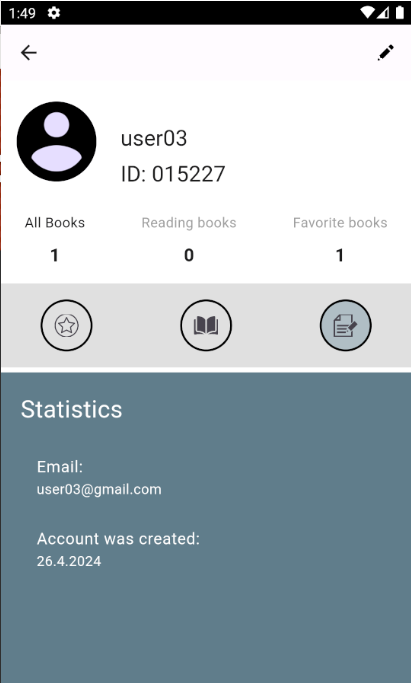 1:49
user03
ID: 015227
All Books Reading books Favorite books
1 0 1
Statistics
Email:
user03@gmail.com
Account was created:
26.4.2024